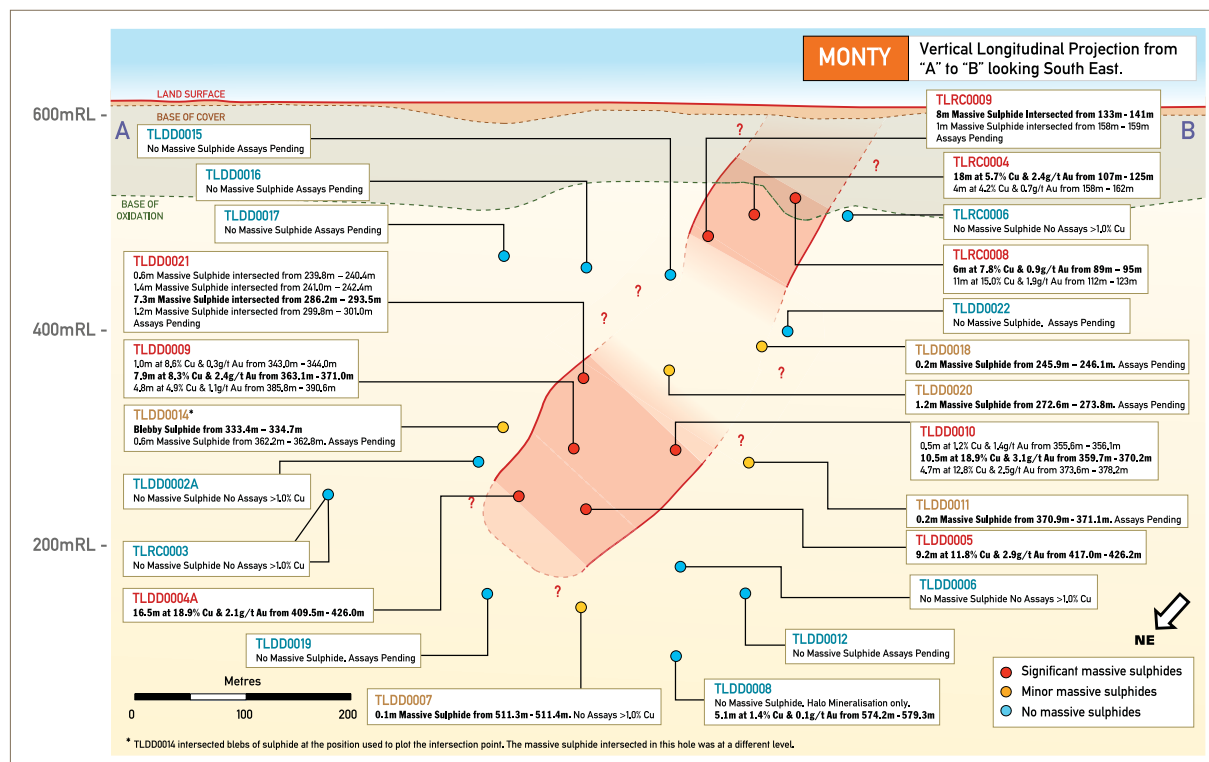 MONTY
Vertical Longitudinal Projection from
“A” to “B” looking South East.
LAND SURFACE
600mRL -
BASE OF COVER
A
B
TLDD0015
No Massive Sulphide Assays Pending
TLDD0016
No Massive Sulphide Assays Pending
BASE OF
OXIDATION
TLDD0017
No Massive Sulphide Assays Pending
TLDD0021
0.6m Massive Sulphide intersected from 239.8m – 240.4m
1.4m Massive Sulphide intersected from 241.0m – 242.4m
7.3m Massive Sulphide intersected from 286.2m – 293.5m
1.2m Massive Sulphide intersected from 299.8m – 301.0m
Assays Pending
400mRL -
TLDD0009
1.0m at 8.6% Cu & 0.3g/t Au from 343.0m – 344.0m
7.9m at 8.3% Cu & 2.4g/t Au from 363.1m – 371.0m
4.8m at 4.9% Cu & 1.1g/t Au from 385.8m – 390.6m
TLDD0014*
Blebby Sulphide from 333.4m – 334.7m
0.6m Massive Sulphide from 362.2m – 362.8m. Assays Pending
TLDD0002A
No Massive Sulphide No Assays >1.0% Cu
200mRL -
TLRC0003
No Massive Sulphide No Assays >1.0% Cu
TLDD0004A
16.5m at 18.9% Cu & 2.1g/t Au from 409.5m - 426.0m
TLDD0019
No Massive Sulphide. Assays Pending
TLDD0007
0.1m Massive Sulphide from 511.3m - 511.4m. No Assays >1.0% Cu
TLRC0009
8m Massive Sulphide Intersected from 133m - 141m
1m Massive Sulphide intersected from 158m – 159m
Assays Pending
TLRC0004
18m at 5.7% Cu & 2.4g/t Au from 107m - 125m
4m at 4.2% Cu & 0.7g/t Au from 158m – 162m
TLRC0006
No Massive Sulphide No Assays >1.0% Cu
TLRC0008
6m at 7.8% Cu & 0.9g/t Au from 89m – 95m
11m at 15.0% Cu & 1.9g/t Au from 112m – 123m
TLDD0022
No Massive Sulphide. Assays Pending
TLDD0018
0.2m Massive Sulphide from 245.9m – 246.1m. Assays Pending
TLDD0020
1.2m Massive Sulphide from 272.6m – 273.8m. Assays Pending
TLDD0010
0.5m at 1.2% Cu & 1.4g/t Au from 355.6m – 356.1m
10.5m at 18.9% Cu & 3.1g/t Au from 359.7m - 370.2m
4.7m at 12.8% Cu & 2.5g/t Au from 373.6m – 378.2m
TLDD0011
0.2m Massive Sulphide from 370.9m - 371.1m. Assays Pending
TLDD0005
9.2m at 11.8% Cu & 2.9g/t Au from 417.0m - 426.2m
TLDD0006
No Massive Sulphide No Assays >1.0% Cu
TLDD0012
No Massive Sulphide Assays Pending
TLDD0008
No Massive Sulphide. Halo Mineralisation only.
5.1m at 1.4% Cu & 0.1g/t Au from 574.2m - 579.3m
?
?
?
?
?
?
?
?
?
NE
Significant massive sulphides
Minor massive sulphides
No massive sulphides
Metres
0 100 200
* TLDD0014 intersected blebs of sulphide at the position used to plot the intersection point. The massive sulphide intersected in this hole was at a different level.